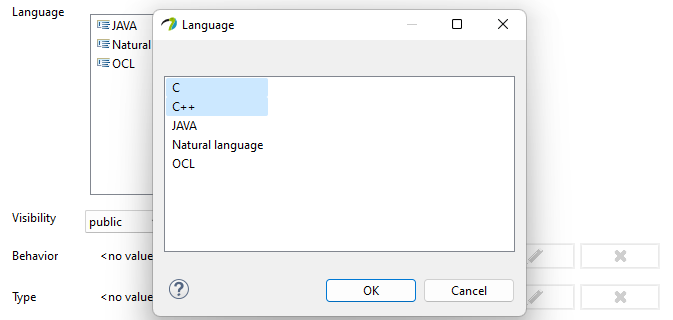 Language
JAVA
Natural
OCL
Language
C
C++
JAVA
Natural language
OCL
Visibility
public
Behavior
<no value
Type
<no value
?
OK
Cancel